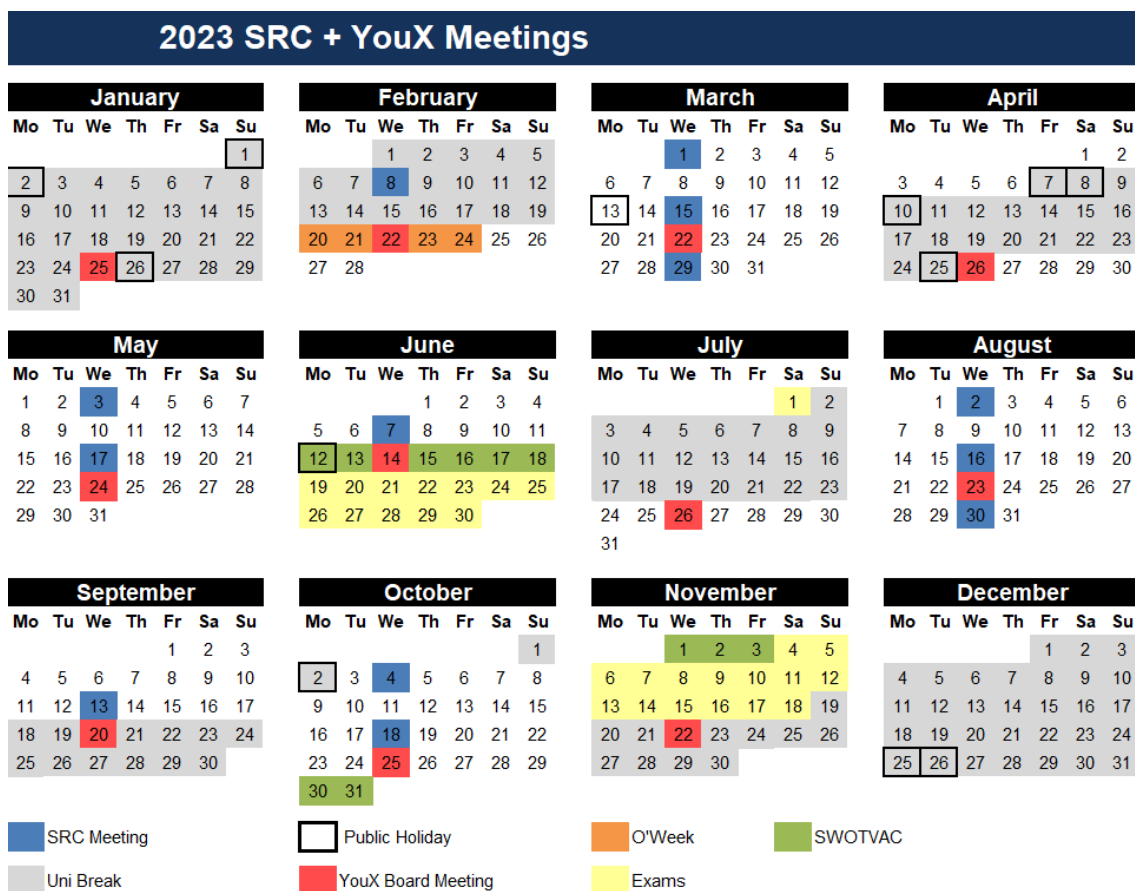 2023 SRC + YouX Meetings
January February March April
Mo Tu We Th Fr Sa Su Mo Tu We Th Fr Sa Su Mo Tu We Th Fr Sa Su Mo Tu We Th Fr Sa Su
1 1 2 3 4 5 1 2 3 4 5 1 2
2 3 4 5 6 7 8 6 7 8 9 10 11 12 6 7 8 9 10 11 12 3 4 5 6 7 8 9
9 10 11 12 13 14 15 13 14 15 16 17 18 19 13 14 15 16 17 18 19 10 11 12 13 14 15 16
16 17 18 19 20 21 22 20 21 22 23 24 25 26 20 21 22 23 24 25 26 17 18 19 20 21 22 23
23 24 25 26 27 28 29 27 28 27 28 29 30 31 24 25 26 27 28 29 30
30 31
May June July August
Mo Tu We Th Fr Sa Su Mo Tu We Th Fr Sa Su Mo Tu We Th Fr Sa Su Mo Tu We Th Fr Sa Su
1 2 3 4 5 6 7 1 2 3 4 1 2 1 2 3 4 5 6
8 9 10 11 12 13 14 5 6 7 8 9 10 11 3 4 5 6 7 8 9 7 8 9 10 11 12 13
15 16 17 18 19 20 21 12 13 14 15 16 17 18 10 11 12 13 14 15 16 14 15 16 17 18 19 20
22 23 24 25 26 27 28 19 20 21 22 23 24 25 17 18 19 20 21 22 23 21 22 23 24 25 26 27
29 30 31 26 27 28 29 30 24 25 26 27 28 29 30 28 29 30 31
31
September October November December
Mo Tu We Th Fr Sa Su Mo Tu We Th Fr Sa Su Mo Tu We Th Fr Sa Su Mo Tu We Th Fr Sa Su
1 2 3 1 1 2 3 4 5 1 2 3
4 5 6 7 8 9 10 2 3 4 5 6 7 8 6 7 8 9 10 11 12 4 5 6 7 8 9 10
11 12 13 14 15 16 17 9 10 11 12 13 14 15 13 14 15 16 17 18 19 11 12 13 14 15 16 17
18 19 20 21 22 23 24 16 17 18 19 20 21 22 20 21 22 23 24 25 26 18 19 20 21 22 23 24
25 26 27 28 29 30 23 24 25 26 27 28 29 27 28 29 30 25 26 27 28 29 30 31
30 31
SRC Meeting Public Holiday O'Week SWOTVAC
Uni Break YouX Board Meeting Exams